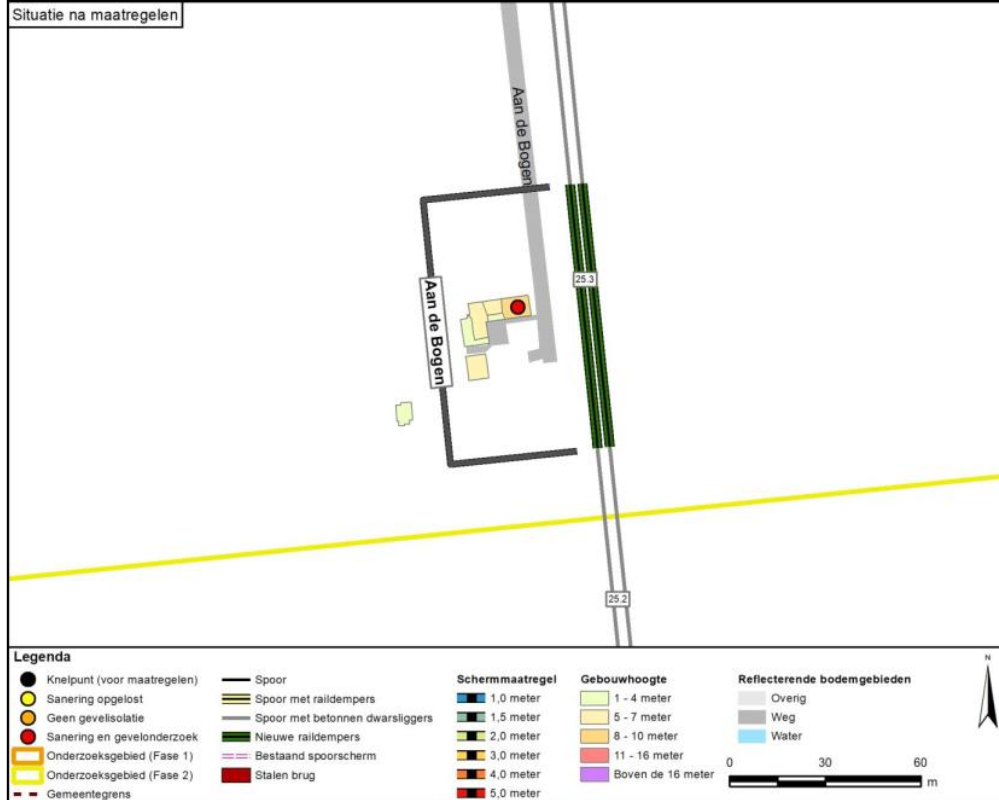 Situatie na maatregelen
Aan de Bogen
25.3
Aan de Bogen
25.2
Legenda
Knelpunt (voor maatregelen)
Sanering opgelost
Geen gevelisolatie
Sanering en gevelonderzoek
Onderzoeksgebied (Fase 1)
Onderzoeksgebied (Fase 2)
Gemeentegrens
Spoor
Spoor met raildempers
Spoor met betonnen dwarsliggers
Nieuwe raildempers
Bestaand spoorscherm
Stalen brug
Schermmaatregel
1,0 meter
1,5 meter
2,0 meter
3,0 meter
4,0 meter
5,0 meter
Gebouwhoogte
1 - 4 meter
5 - 7 meter
8 - 10 meter
11 - 16 meter
Boven de 16 meter
Reflecterende bodemgebieden
Overig
Weg
Water
N
0 30 60
m